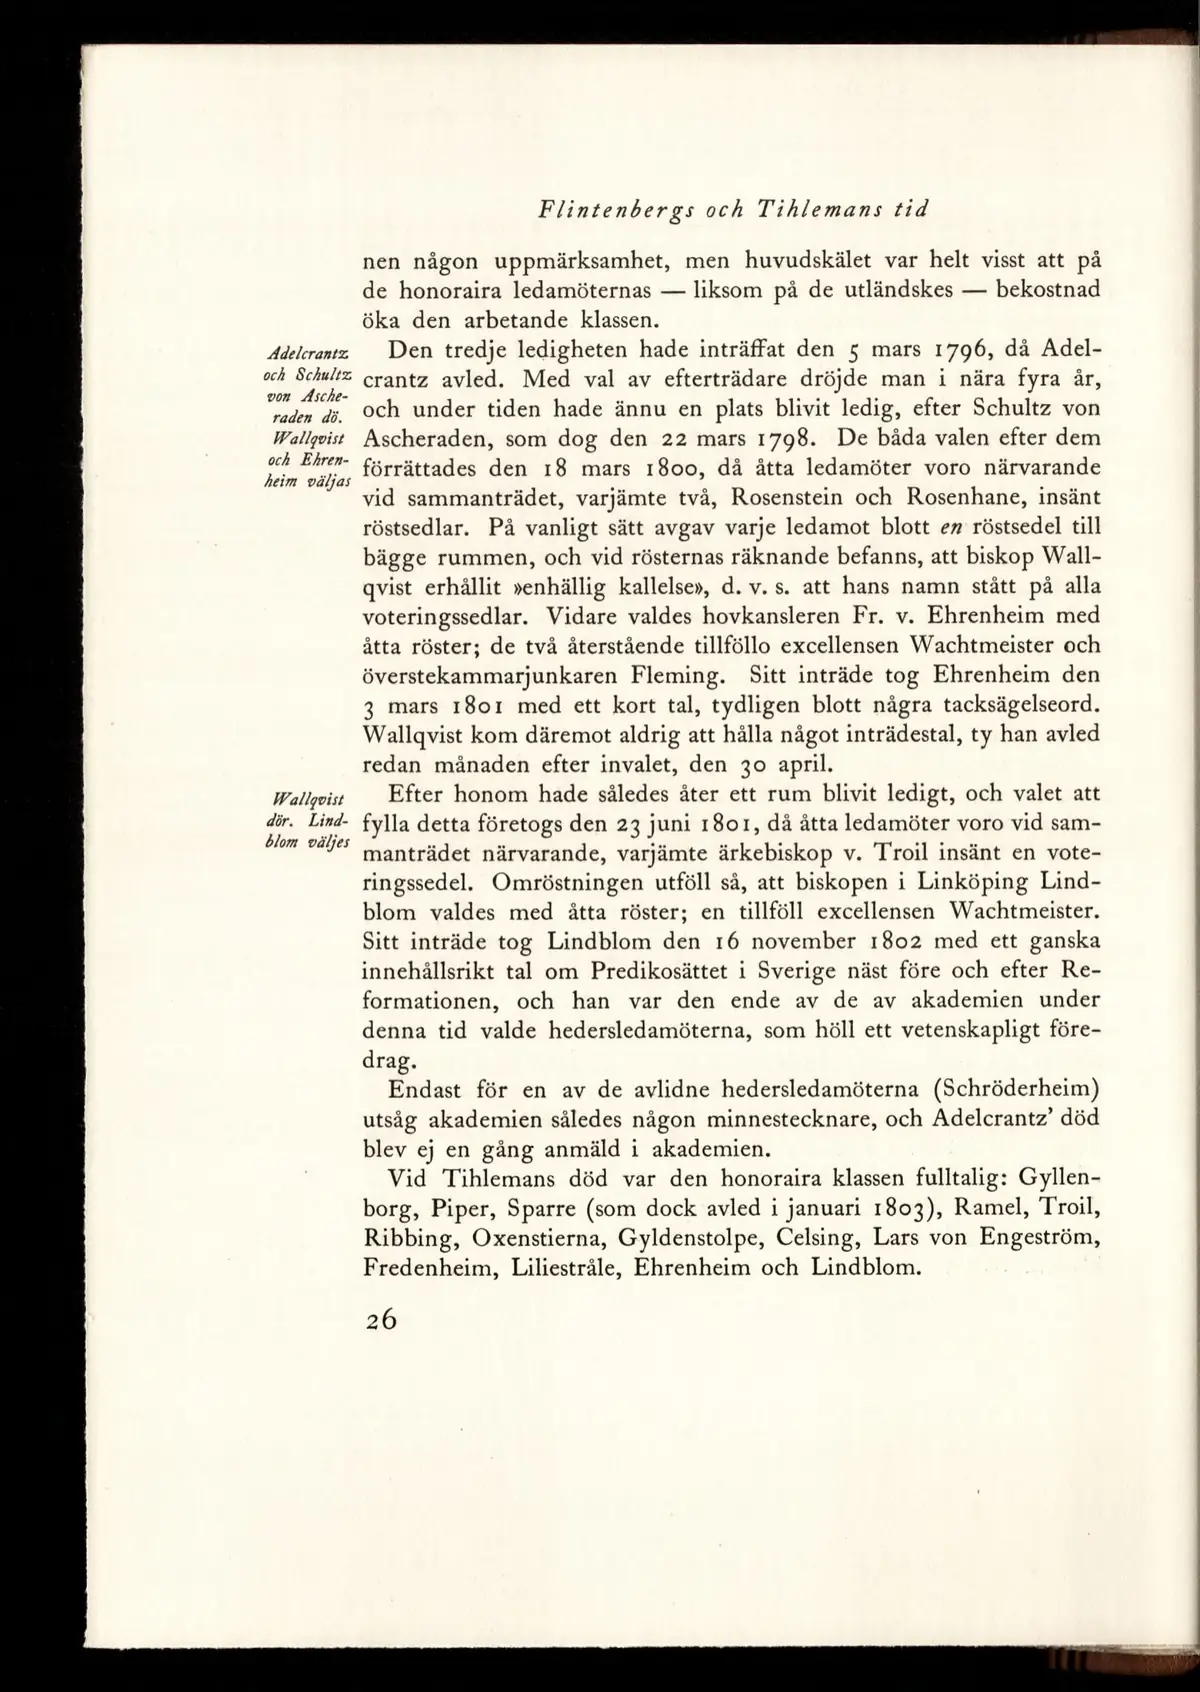 Flintenbergs och Tihlemans tid
nen någon uppmärksamhet, men huvudskälet var helt visst att på
de honoraira ledamöternas — liksom på de utländskes — bekostnad
öka den arbetande klassen.
Adelcrantz
och Schultz
von Asche-
raden dö.
Wallqvist
och Ehren-
heim väljas
Den tredje ledigheten hade inträffat den 5 mars 1796, då Adel-
crantz avled. Med val av efterträdare dröjde man i nära fyra år,
och under tiden hade ännu en plats blivit ledig, efter Schultz von
Ascheraden, som dog den 22 mars 1798. De båda valen efter dem
förrättades den 18 mars 1800, då åtta ledamöter voro närvarande
vid sammanträdet, varjämte två, Rosenstein och Rosenhane, insänt
röstsedlar. På vanligt sätt avgav varje ledamot blott en röstsedel till
bägge rummen, och vid rösternas räknande befanns, att biskop Wall-
qvist erhållit »enhällig kallelse», d. v. s. att hans namn stått på alla
voteringssedlar. Vidare valdes hovkansleren Fr. v. Ehrenheim med
åtta röster; de två återstående tillföllo excellensen Wachtmeister och
överstekammarjunkaren Fleming. Sitt inträde tog Ehrenheim den
3 mars 1801 med ett kort tal, tydligen blott några tacksägelseord.
Wallqvist kom däremot aldrig att hålla något inträdestal, ty han avled
redan månaden efter invalet, den 30 april.
Wallqvist
dör. Lind-
blom väljes
Efter honom hade således åter ett rum blivit ledigt, och valet att
fylla detta företogs den 23 juni 1801, då åtta ledamöter voro vid sam-
manträdet närvarande, varjämte ärkebiskop v. Troil insänt en vote-
ringssedel. Omröstningen utföll så, att biskopen i Linköping Lind-
blom valdes med åtta röster; en tillföll excellensen Wachtmeister.
Sitt inträde tog Lindblom den 16 november 1802 med ett ganska
innehållsrikt tal om Predikosättet i Sverige näst före och efter Re-
formationen, och han var den ende av de av akademien under
denna tid valde hedersledamöterna, som höll ett vetenskapligt före-
drag.
Endast för en av de avlidne hedersledamöterna (Schröderheim)
utsåg akademien således någon minnestecknare, och Adelcrantz’ död
blev ej en gång anmäld i akademien.
Vid Tihlemans död var den honoraira klassen fulltalig: Gyllen-
borg, Piper, Sparre (som dock avled i januari 1803), Ramel, Troil,
Ribbing, Oxenstierna, Gyldenstolpe, Celsing, Lars von Engeström,
Fredenheim, Liliestråle, Ehrenheim och Lindblom.
26